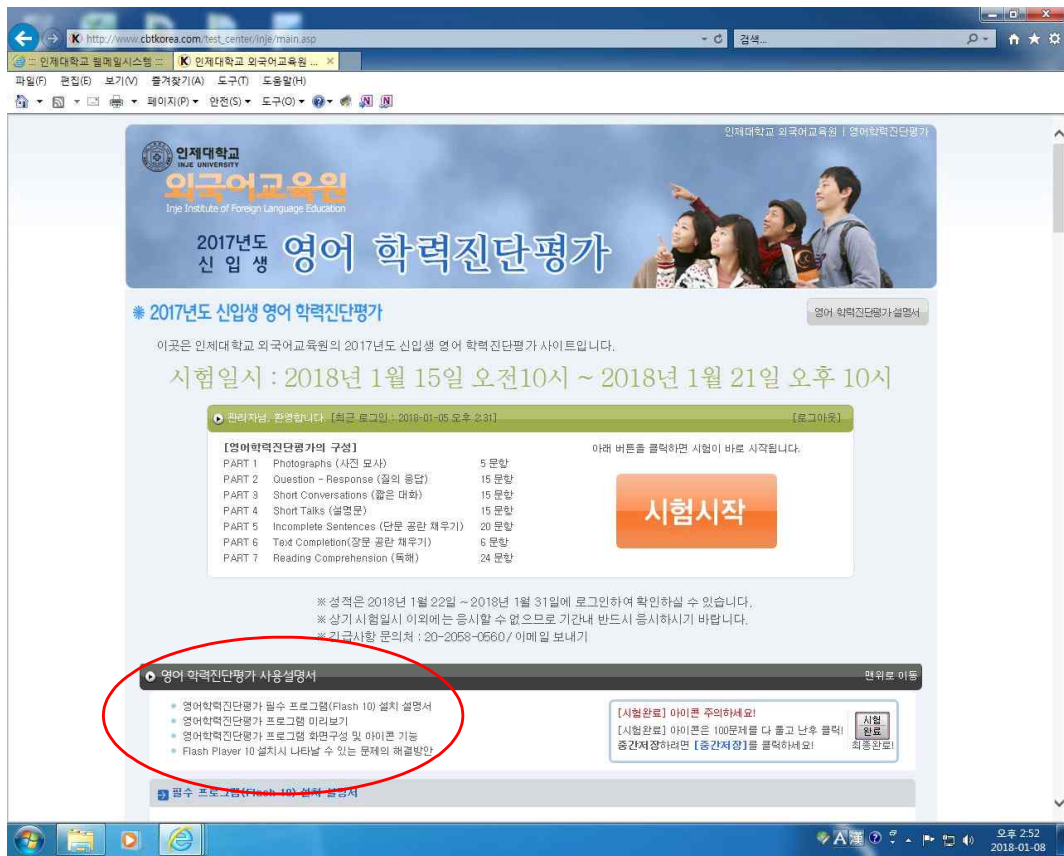 http://www.cbtkorea.com/test_center/inje/main.asp
검색...
::: 인제대학교 웹메일시스템 :::
인제대학교 외국어교육원 ...
파일(F) 편집(E) 보기(V) 즐겨찾기(A) 도구(T) 도움말(H)
페이지(P) 안전(S) 도구(O)
인제대학교 외국어교육원 | 영어학력진단평가
인제대학교
INJE UNIVERSITY
외국어교육원
Inje Institute of Foreign Language Education
2017년도
신 입 생
영어 학력진단평가
2017년도 신입생 영어 학력진단평가
영어 학력진단평가설명서
이곳은 인제대학교 외국어교육원의 2017년도 신입생 영어 학력진단평가 사이트입니다.
시험일시 : 2018년 1월 15일 오전10시 ~ 2018년 1월 21일 오후 10시
관리자님, 환영합니다. [최근 로그인 : 2018-01-05 오후 2:31]
[로그아웃]
[영어학력진단평가의 구성]
PART 1 Photographs (사진 묘사) 5 문항
PART 2 Question - Response (질의 응답) 15 문항
PART 3 Short Conversations (짧은 대화) 15 문항
PART 4 Short Talks (설명문) 15 문항
PART 5 Incomplete Sentences (단문 공란 채우기) 20 문항
PART 6 Text Completion(장문 공란 채우기) 6 문항
PART 7 Reading Comprehension (독해) 24 문항
아래 버튼을 클릭하면 시험이 바로 시작됩니다.
시험시작
※ 성적은 2018년 1월 22일 ~ 2018년 1월 31일에 로그인하여 확인하실 수 있습니다.
※ 상기 시험일시 이외에는 응시할 수 없으므로 기간내 반드시 응시하시기 바랍니다.
※ 긴급사항 문의처 : 20-2058-0560 / 이메일 보내기
영어 학력진단평가 사용설명서
맨위로 이동
영어학력진단평가 필수 프로그램(Flash 10) 설치 설명서
영어학력진단평가 프로그램 미리보기
영어학력진단평가 프로그램 화면구성 및 아이콘 기능
Flash Player 10 설치시 나타날 수 있는 문제의 해결방안
[시험완료] 아이콘 주의하세요!
[시험완료] 아이콘은 100문제를 다 풀고 난후 클릭!
중간저장하려면 [중간저장]를 클릭하세요!
시험
완료
최종완료!
필수 프로그램(Flash 10) 설치 설명서
A 漢
오후 2:52
2018-01-08